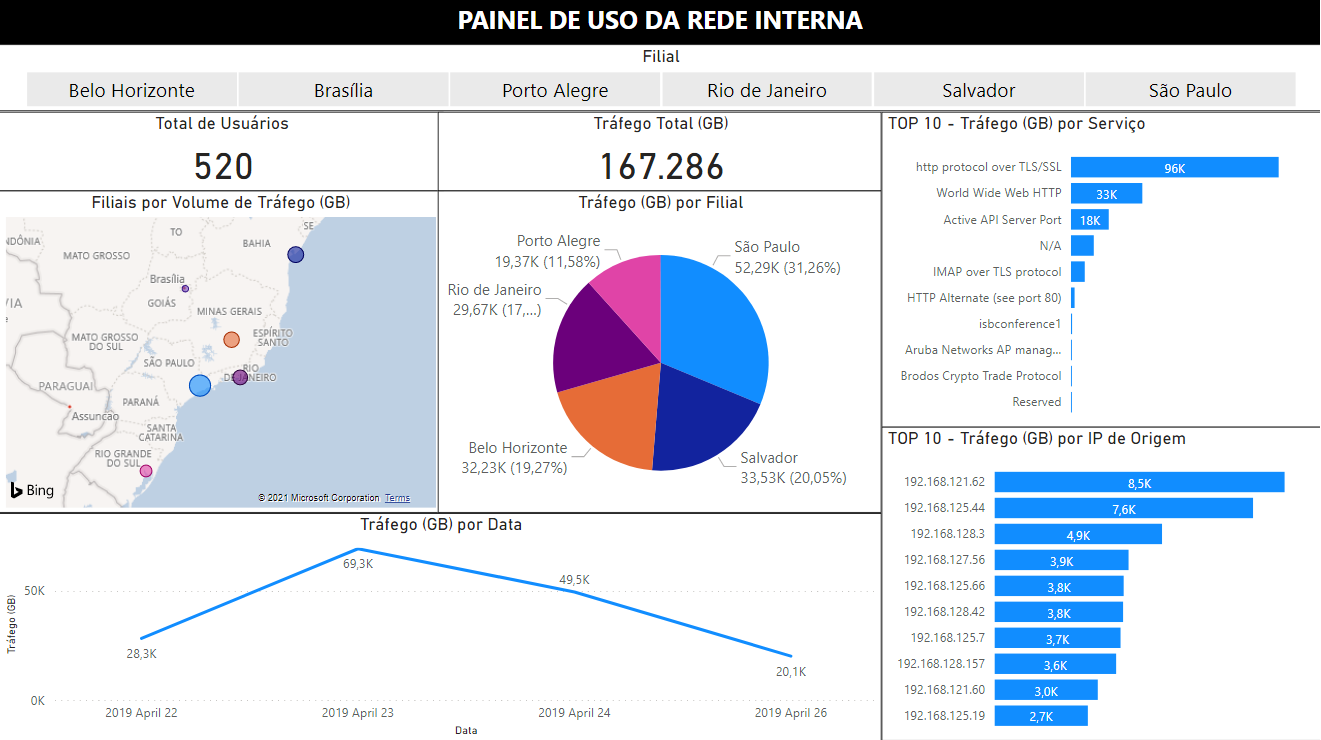 PAINEL DE USO DA REDE INTERNA
Filial
Belo Horizonte
Brasília
Porto Alegre
Rio de Janeiro
Salvador
São Paulo
Total de Usuários
520
Tráfego Total (GB)
167.286
Filiais por Volume de Tráfego (GB)
SE
TO
NDÔNIA
BAHIA
MATO GROSSO
Brasília
GOIÁS
VIA
MINAS GERAIS
MATO GROSSO
DO SUL
ESPÍRITO
SANTO
SÃO PAULO
RIO
DE JANEIRO
PARAGUAI
PARANÁ
Assunção
SANTA
CATARINA
RIO GRANDE
DO SUL
Bing
© 2021 Microsoft Corporation Terms
Tráfego (GB) por Filial
Porto Alegre
19,37K (11,58%)
São Paulo
52,29K (31,26%)
Rio de Janeiro
29,67K (17,...)
Belo Horizonte
32,23K (19,27%)
Salvador
33,53K (20,05%)
Tráfego (GB) por Data
Tráfego (GB)
50K
0K
28,3K
69,3K
49,5K
20,1K
2019 April 22
2019 April 23
2019 April 24
2019 April 26
Data
TOP 10 - Tráfego (GB) por Serviço
http protocol over TLS/SSL 96K
World Wide Web HTTP 33K
Active API Server Port 18K
N/A
IMAP over TLS protocol
HTTP Alternate (see port 80)
isbconference1
Aruba Networks AP manag...
Brodos Crypto Trade Protocol
Reserved
TOP 10 - Tráfego (GB) por IP de Origem
192.168.121.62 8,5K
192.168.125.44 7,6K
192.168.128.3 4,9K
192.168.127.56 3,9K
192.168.125.66 3,8K
192.168.128.42 3,8K
192.168.125.7 3,7K
192.168.128.157 3,6K
192.168.121.60 3,0K
192.168.125.19 2,7K